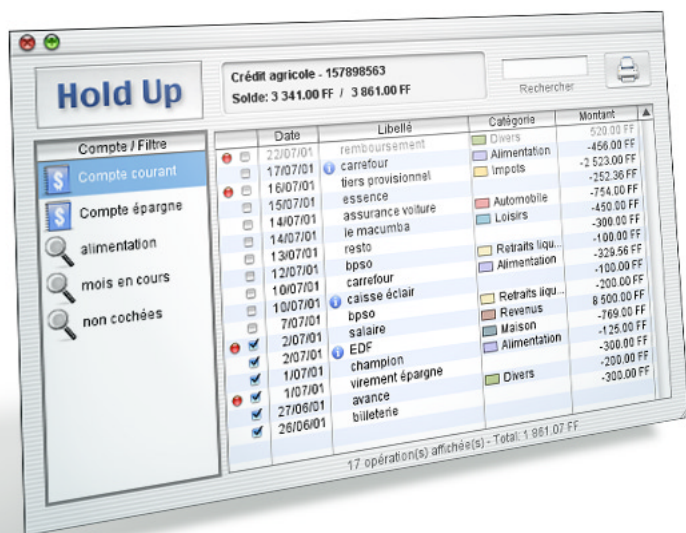 Hold Up
Crédit agricole - 157898563
Solde: 3 341.00 FF / 3 861.00 FF
Rechercher
Compte / Filtre
Compte courant
Compte épargne
alimentation
mois en cours
non cochées
Date Libellé Catégorie Montant
22/07/01 remboursement Divers 520.00 FF
17/07/01 carrefour Alimentation -456.00 FF
16/07/01 tiers provisionnel Impots -2 523.00 FF
15/07/01 essence -252.36 FF
14/07/01 assurance voiture Automobile -754.00 FF
14/07/01 le macumba Loisirs -450.00 FF
13/07/01 resto -300.00 FF
12/07/01 bpso Retraits liqu... -100.00 FF
10/07/01 carrefour Alimentation -329.56 FF
10/07/01 caisse éclair -100.00 FF
7/07/01 bpso Retraits liqu... -200.00 FF
2/07/01 salaire Revenus 8 500.00 FF
2/07/01 EDF Maison -769.00 FF
1/07/01 champion Alimentation -125.00 FF
1/07/01 virement épargne -300.00 FF
27/06/01 avance Divers -200.00 FF
26/06/01 billeterie -300.00 FF
17 opération(s) affichée(s) - Total: 1 861.07 FF